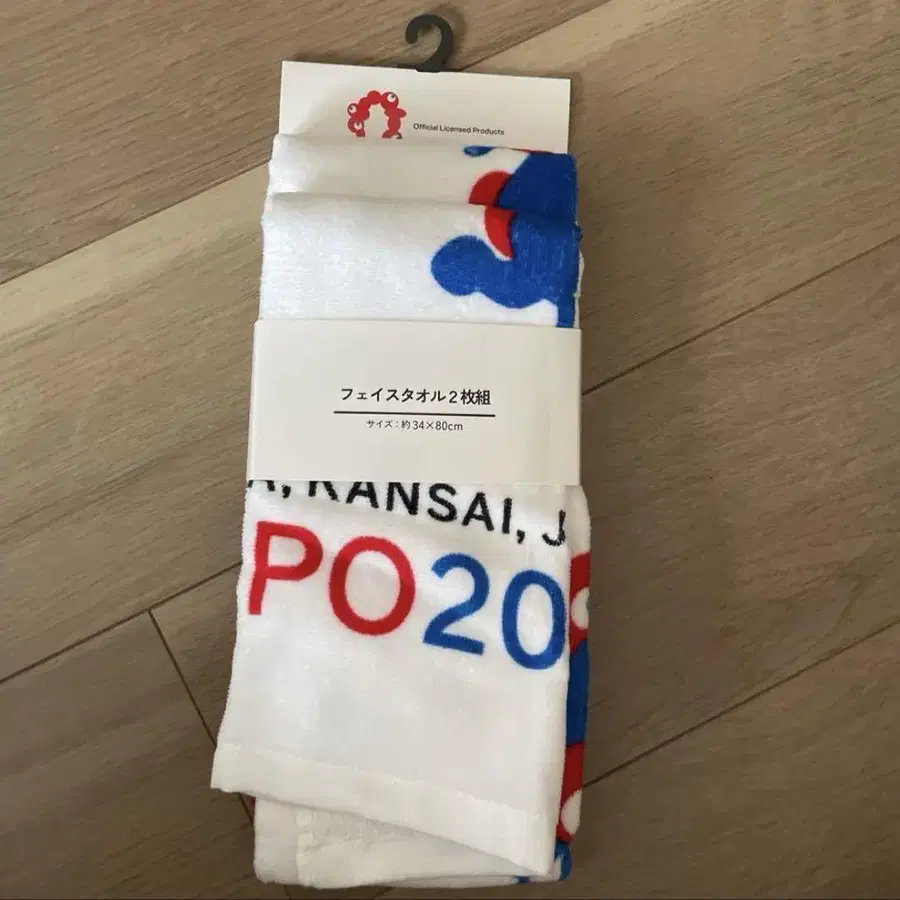 Official Licensed Products
フェイスタオル2枚組
サイズ：約34×80cm
A, KANSAI, J
PO20